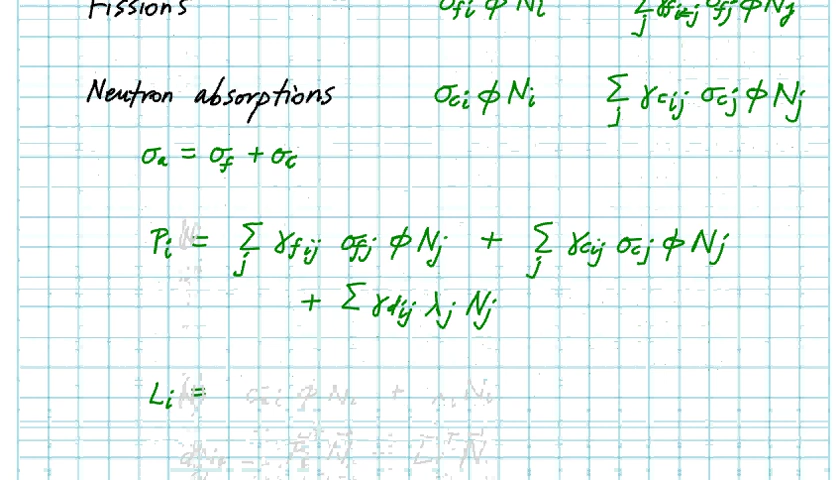 Fissions σfi ϕ Ni Σj γfij σfj ϕ Nj
Neutron absorptions σci ϕ Ni Σj γcij σcj ϕ Nj
σa = σf + σc
Pi = Σj γfij σfj ϕ Nj + Σj γcij σcj ϕ Nj
+ Σ γdij λj Nj
Li =